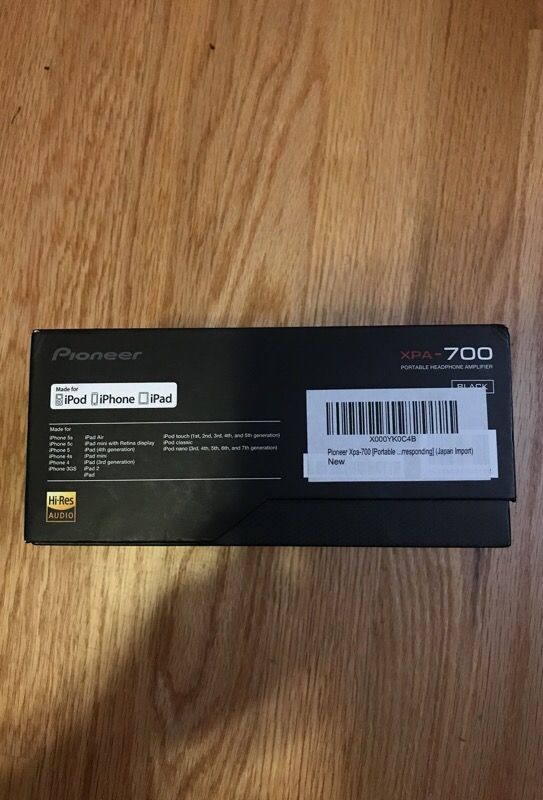 Pioneer
XPA-700
PORTABLE HEADPHONE AMPLIFIER
BLACK
Made for
iPod iPhone iPad
Made for
iPhone 5s
iPhone 5c
iPhone 5
iPhone 4s
iPhone 4
iPhone 3GS
iPad Air
iPad mini with Retina display
iPad (4th generation)
iPad mini
iPad (3rd generation)
iPad 2
iPad
iPod touch (1st, 2nd, 3rd, 4th, and 5th generation)
iPod classic
iPod nano (3rd, 4th, 5th, 6th, and 7th generation)
X000YK0C4B
Pioneer Xpa-700 [Portable ...rresponding] (Japan Import)
New
Hi-Res
AUDIO